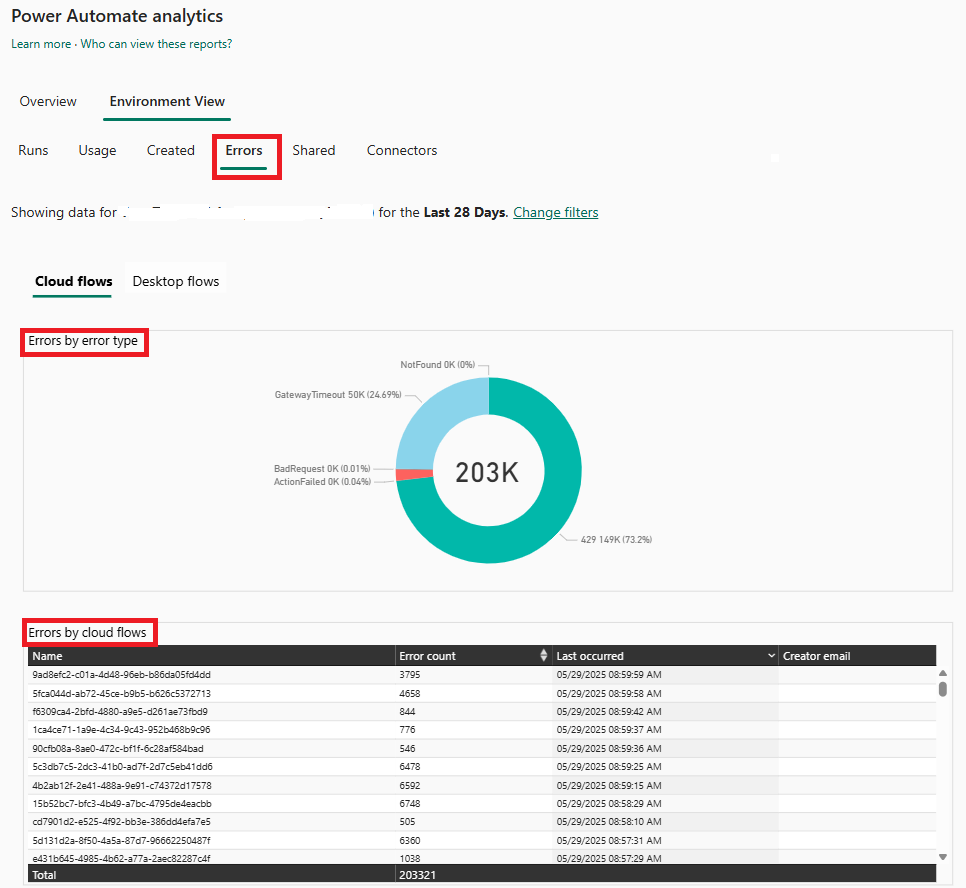 Power Automate analytics
Learn more · Who can view these reports?
Overview Environment View
Runs Usage Created Errors Shared Connectors
Showing data for ) for the Last 28 Days. Change filters
Cloud flows Desktop flows
Errors by error type
NotFound 0K (0%)
GatewayTimeout 50K (24.69%)
BadRequest 0K (0.01%)
203K
ActionFailed 0K (0.04%)
429 149K (73.2%)
Errors by cloud flows
Name Error count Last occurred Creator email
9ad8efc2-c01a-4d48-96eb-b86da05fd4dd 3795 05/29/2025 08:59:59 AM
5fca044d-ab72-45ce-b9b5-b626c5372713 4658 05/29/2025 08:59:58 AM
f6309ca4-2bfd-4880-a9e5-d261ae73fbd9 844 05/29/2025 08:59:42 AM
1ca4ce71-1a9e-4c34-9c43-952b468b9c96 776 05/29/2025 08:59:37 AM
90cfb08a-8ae0-472c-bf1f-6c28af584bad 546 05/29/2025 08:59:36 AM
5c3db7c5-2dc3-41b0-ad7f-2d7c5eb41dd6 6478 05/29/2025 08:59:25 AM
4b2ab12f-2e41-488a-9e91-c74372d17578 6592 05/29/2025 08:59:15 AM
15b52bc7-bfc3-4b49-a7bc-4795de4eacbb 6748 05/29/2025 08:58:29 AM
cd7901d2-e525-4f92-bb3e-386dd4efa7e5 505 05/29/2025 08:58:10 AM
5d131d2a-8f50-4a5a-87d7-96662250487f 6360 05/29/2025 08:57:31 AM
e431b645-4985-4b62-a77a-2aec82287c4f 1038 05/29/2025 08:57:29 AM
Total 203321